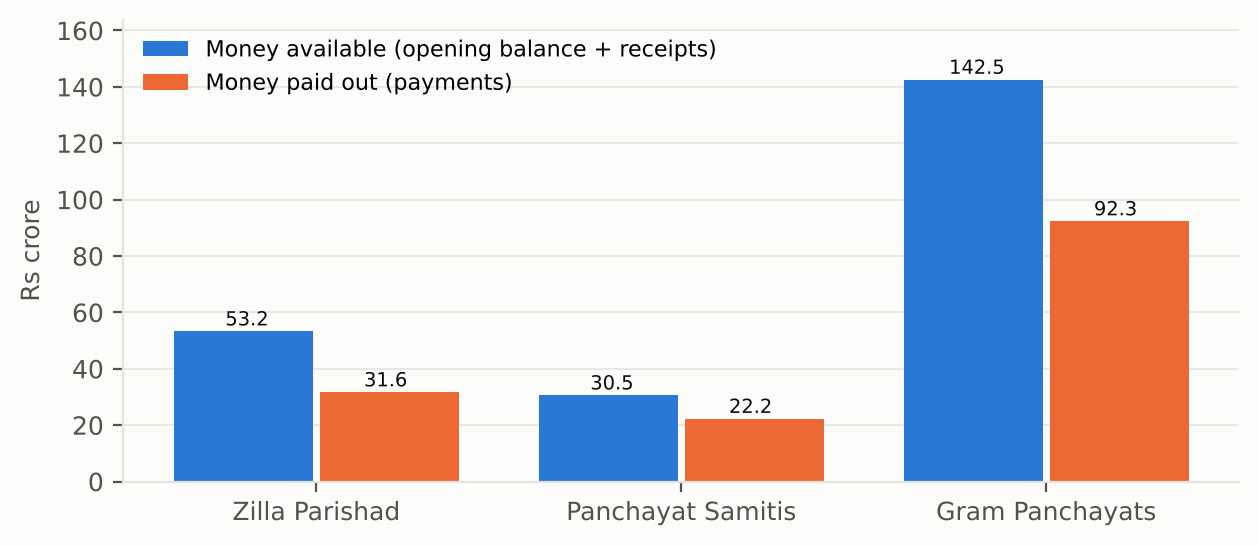 Money available (opening balance + receipts)
Money paid out (payments)
Rs crore
160
140
120
100
80
60
40
20
0
53.2
31.6
30.5
22.2
142.5
92.3
Zilla Parishad
Panchayat Samitis
Gram Panchayats